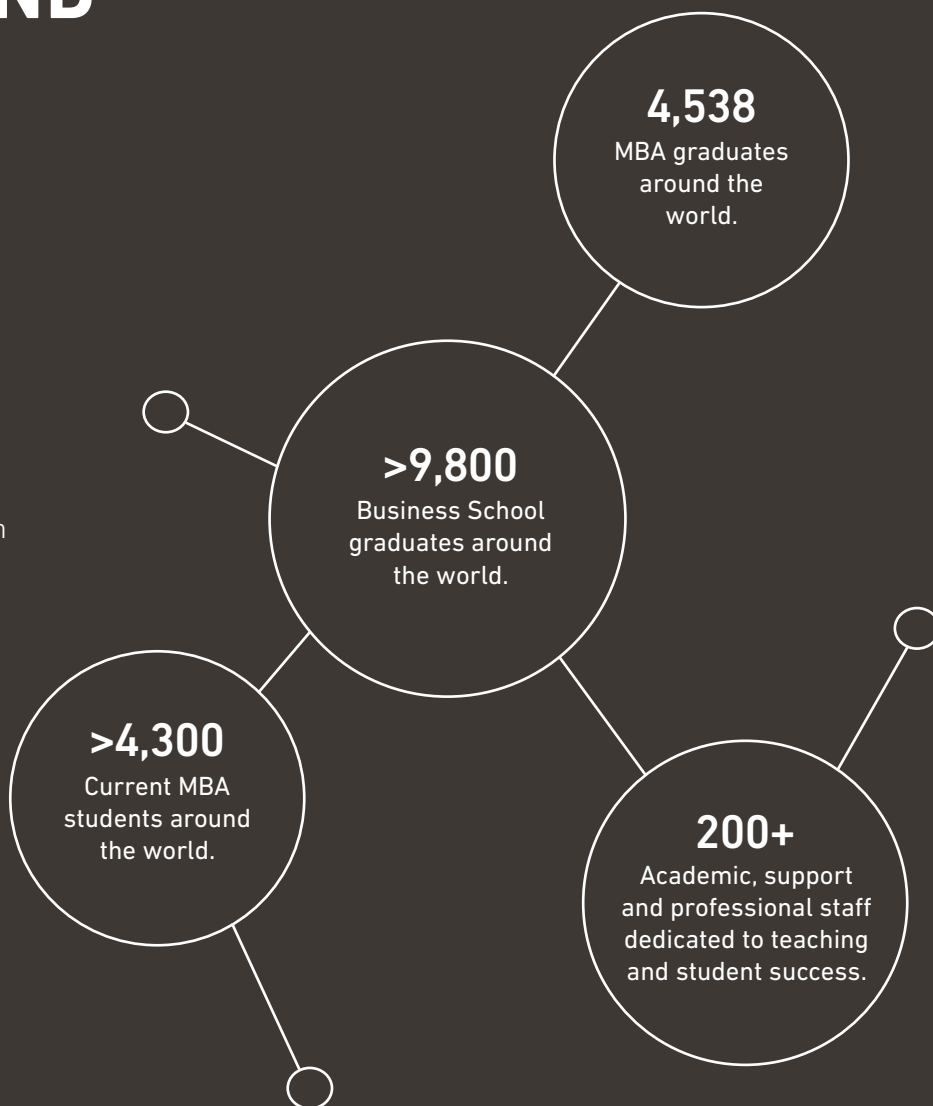 4,538
MBA graduates
around the
world.
>9,800
Business School
graduates around
the world.
>4,300
Current MBA
students around
the world.
200+
Academic, support
and professional staff
dedicated to teaching
and student success.